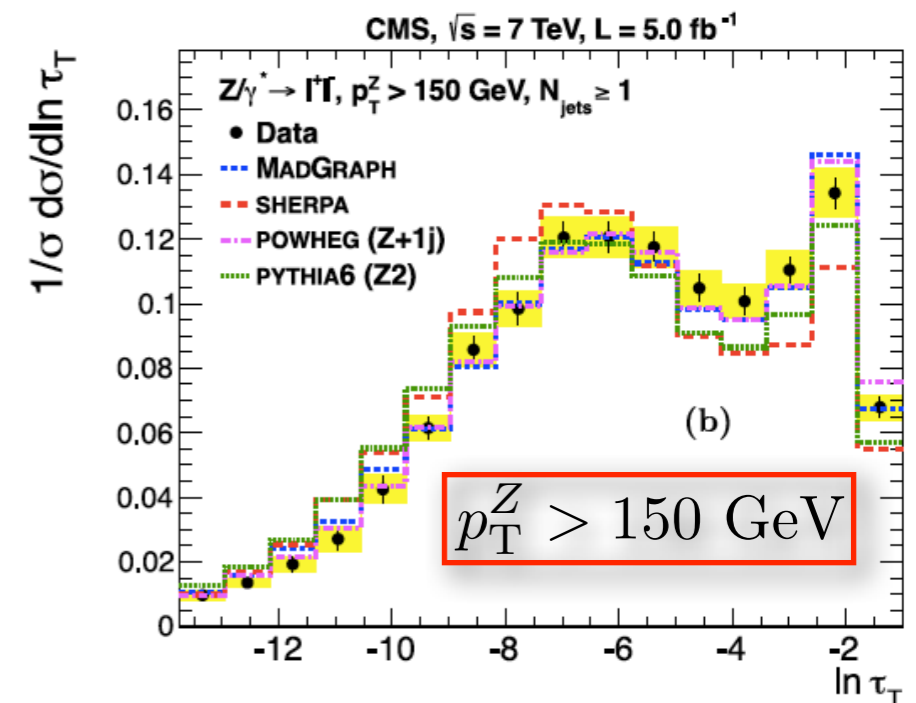 CMS, √s = 7 TeV, L = 5.0 fb⁻¹
1/σ dσ/dln τ_T
Z/γ* → l⁺l⁻, p_T^Z > 150 GeV, N_jets ≥ 1
Data
MADGRAPH
SHERPA
POWHEG (Z+1j)
PYTHIA6 (Z2)
0.16
0.14
0.12
0.1
0.08
0.06
0.04
0.02
0
(b)
p_T^Z > 150 GeV
-12 -10 -8 -6 -4 -2
ln τ_T